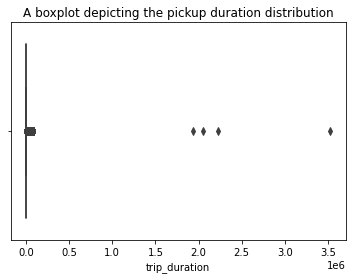 A boxplot depicting the pickup duration distribution
0.0 0.5 1.0 1.5 2.0 2.5 3.0 3.5
1e6
trip_duration